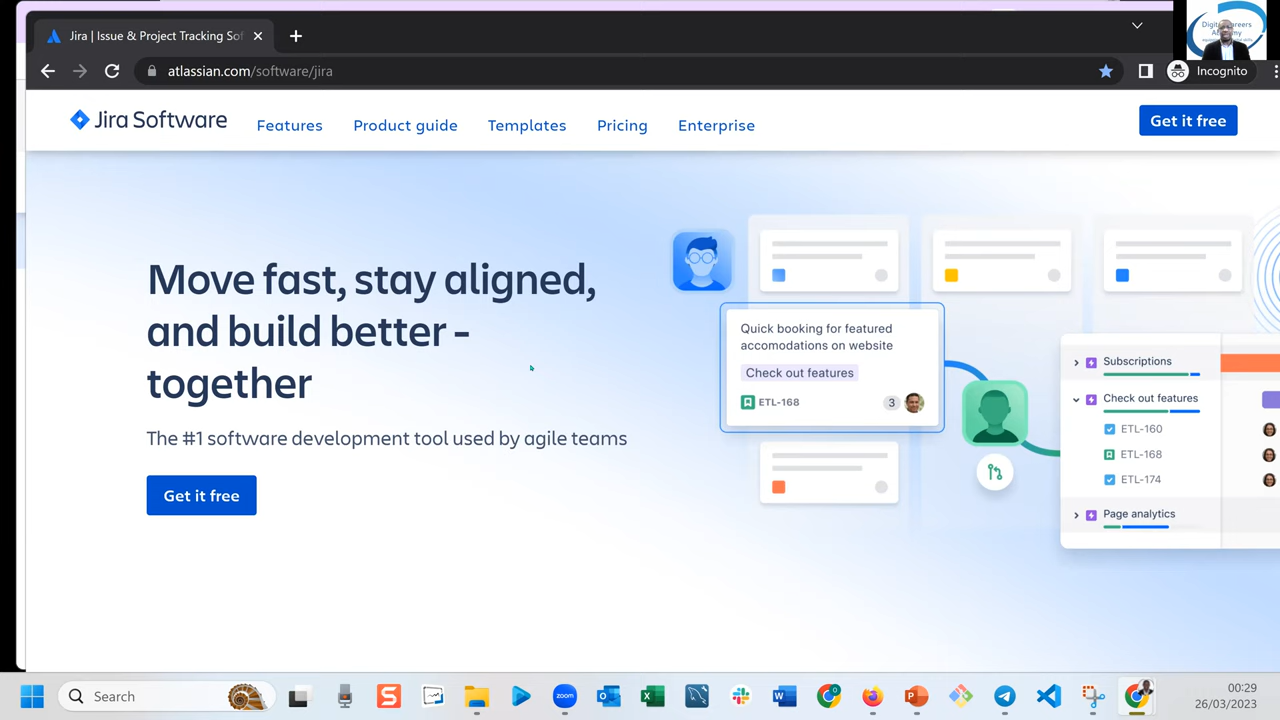 Jira | Issue & Project Tracking Sof
Digital Careers
atlassian.com/software/jira
Incognito
Jira Software
Features
Product guide
Templates
Pricing
Enterprise
Get it free
Move fast, stay aligned,
and build better -
together
The #1 software development tool used by agile teams
Get it free
Quick booking for featured
accomodations on website
Check out features
ETL-168
3
Subscriptions
Check out features
ETL-160
ETL-168
ETL-174
Page analytics
Search
zoom
00:29
26/03/2023